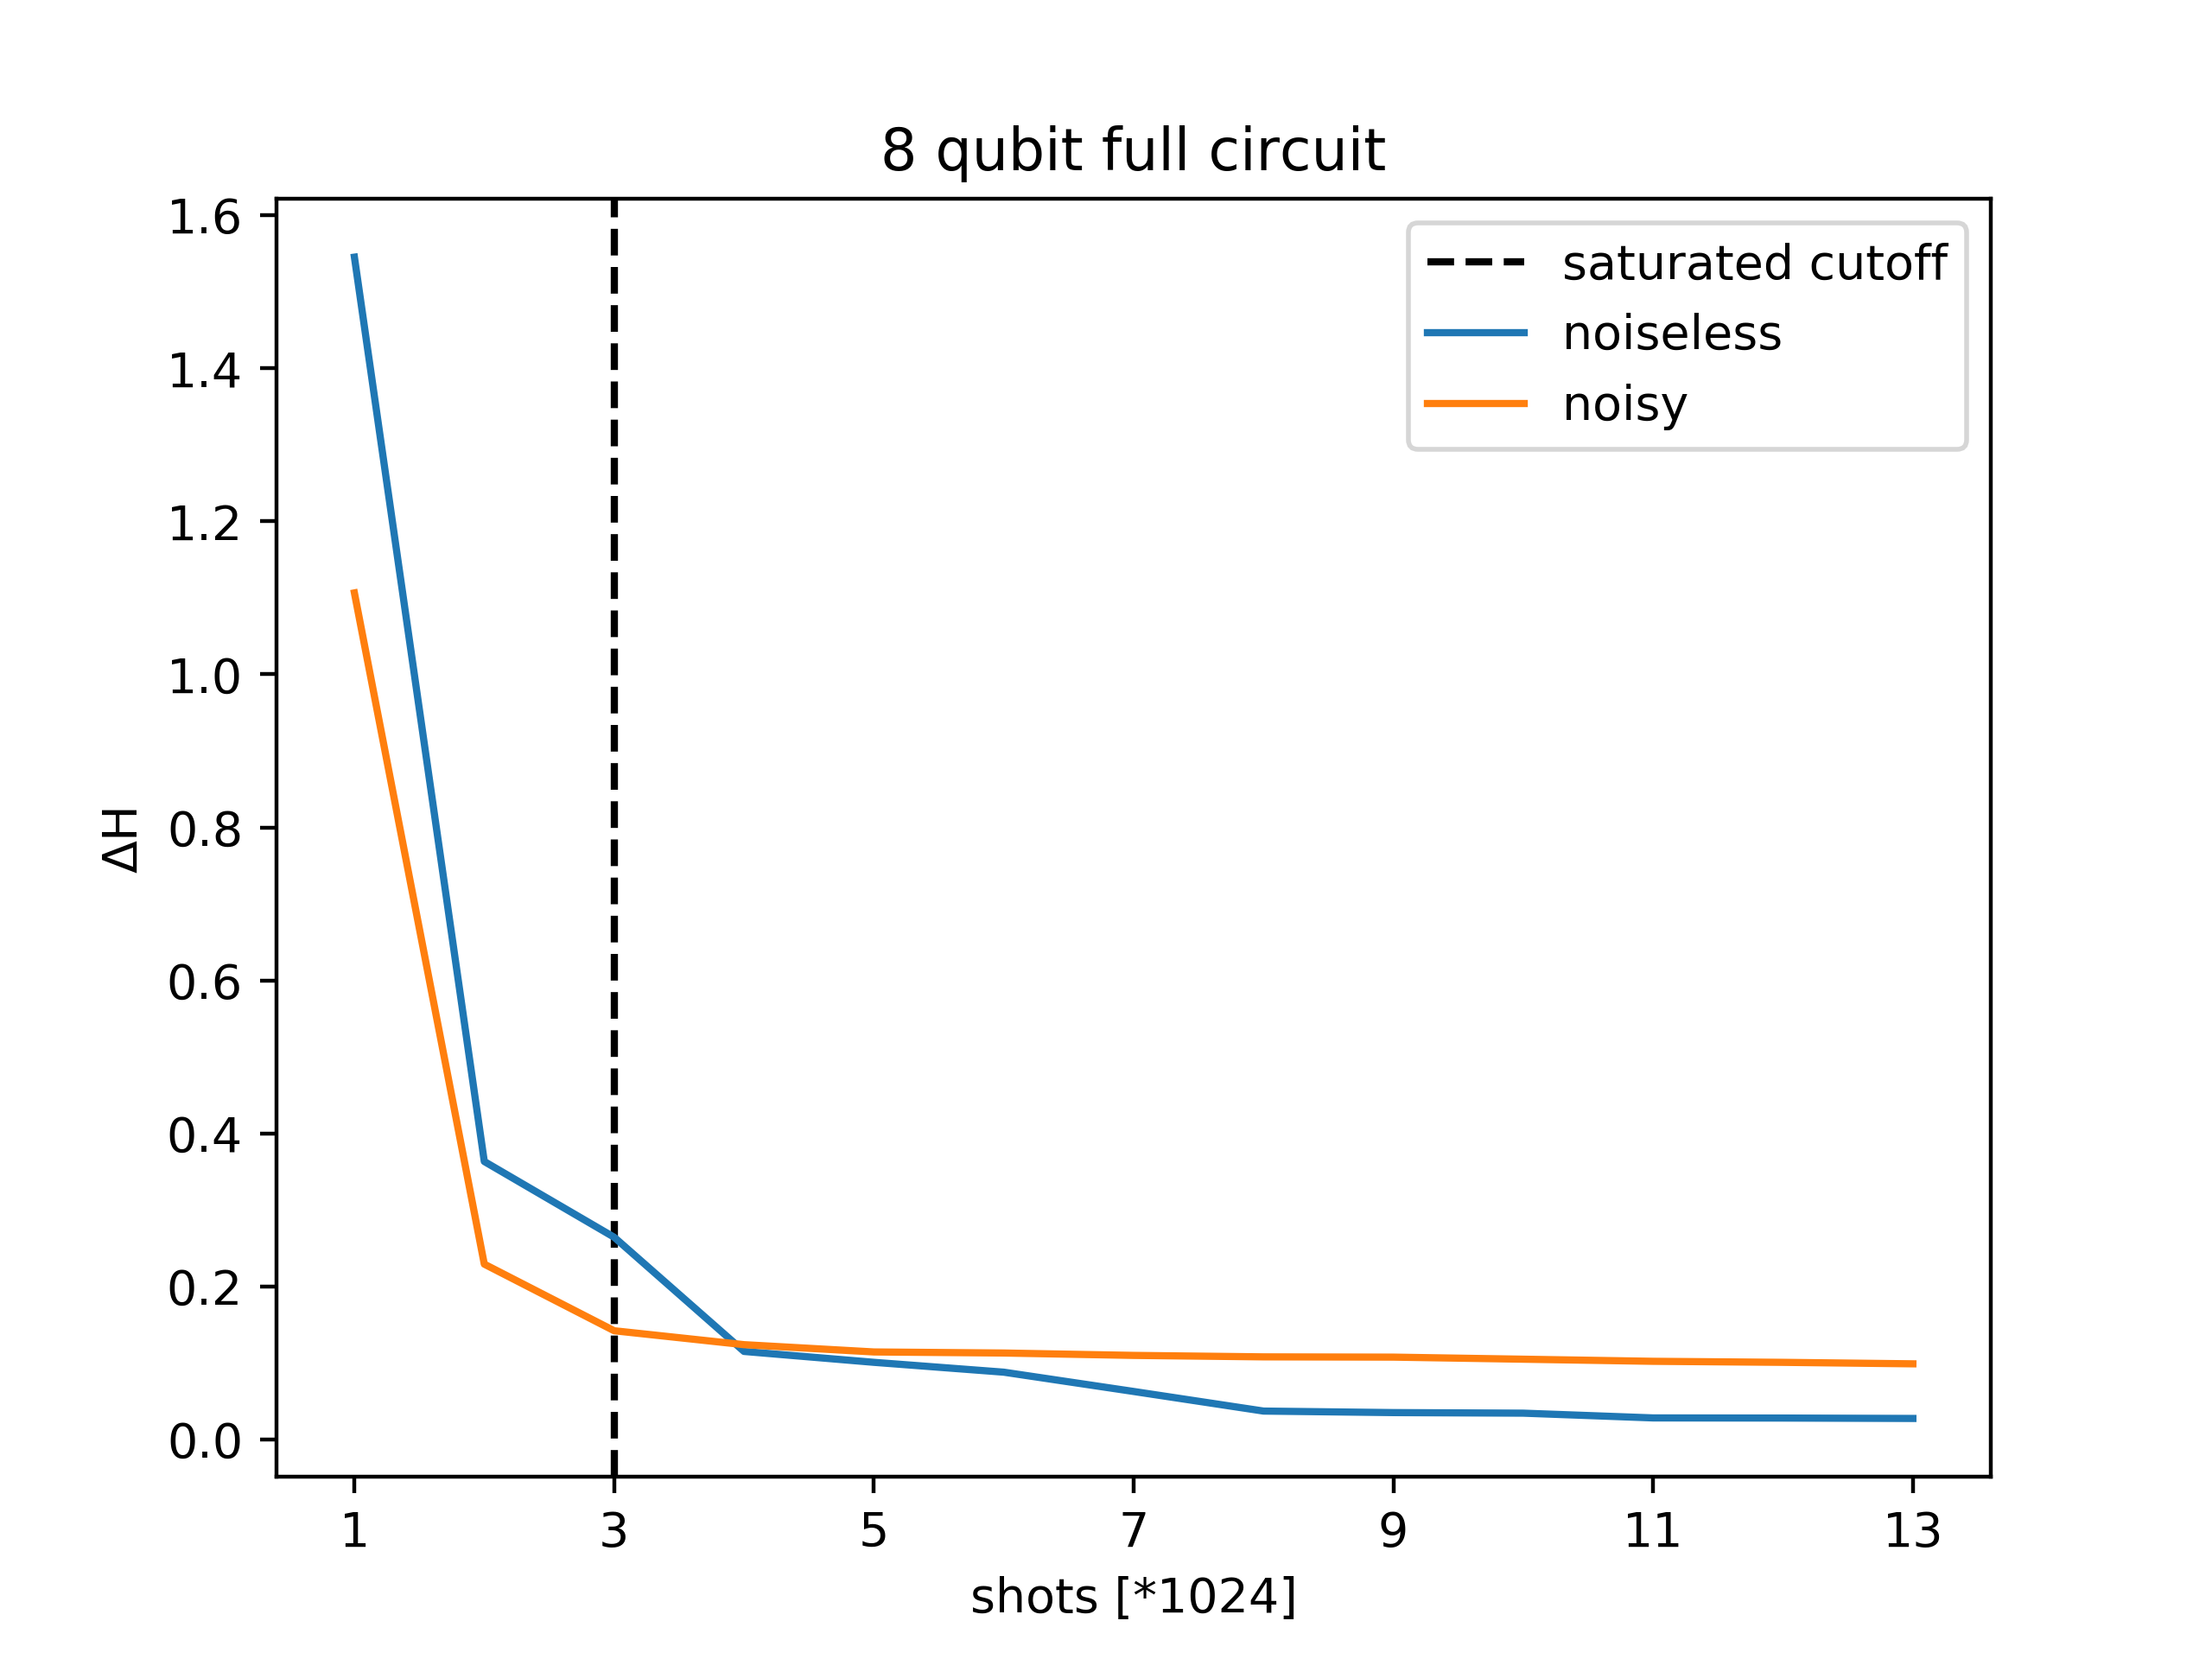 8 qubit full circuit
1.6
1.4
1.2
1.0
0.8
0.6
0.4
0.2
0.0
ΔH
saturated cutoff
noiseless
noisy
1 3 5 7 9 11 13
shots [*1024]